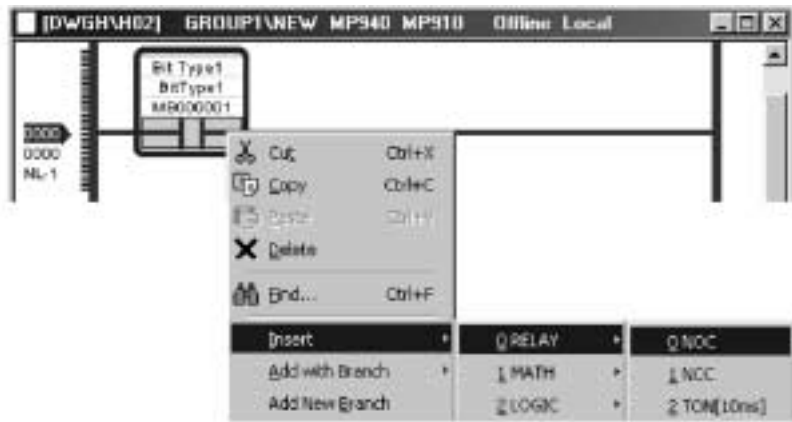 [DWGH\H02] GROUP1\NEW MP940 MP910 Offline Local
Bit Type1
BitType1
MB000001
0000
0000
NL-1
Cut Ctrl+X
Copy Ctrl+C
Paste Ctrl+V
Delete
Find... Ctrl+F
Insert
Add with Branch
Add New Branch
0 RELAY
1 MATH
2 LOGIC
0 NOC
1 NCC
2 TON[10ms]